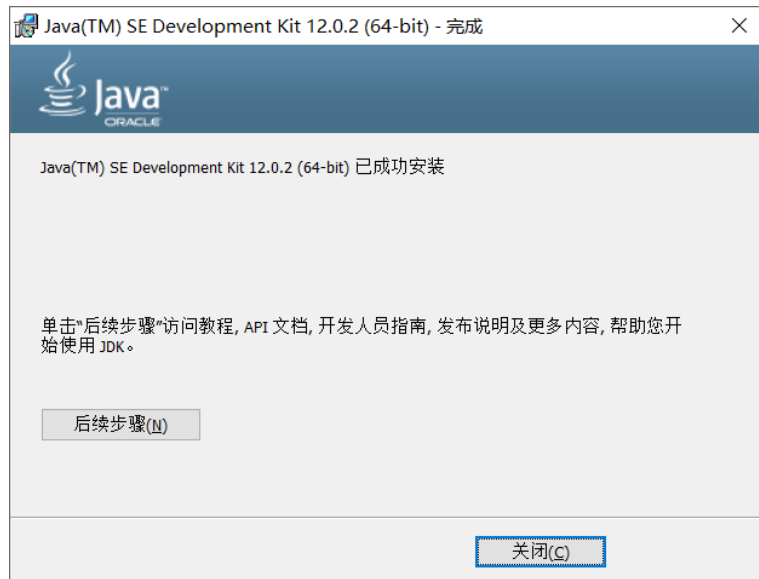 Java(TM) SE Development Kit 12.0.2 (64-bit) - 完成
Java™
ORACLE
Java(TM) SE Development Kit 12.0.2 (64-bit) 已成功安装
单击“后续步骤”访问教程, API 文档, 开发人员指南, 发布说明及更多内容, 帮助您开
始使用 JDK。
后续步骤(N)
关闭(C)